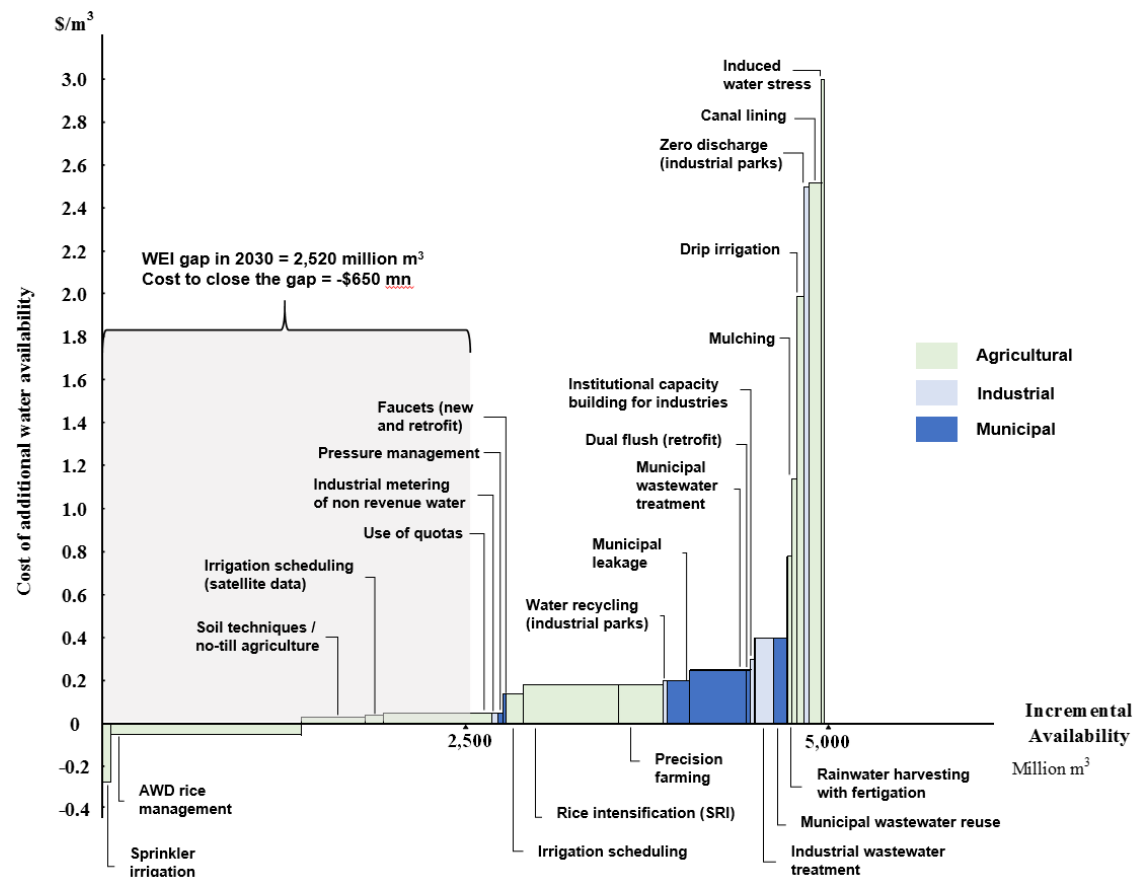 $/m³
3.0
2.8
2.6
2.4
2.2
2.0
1.8
1.6
1.4
1.2
1.0
0.8
0.6
0.4
0.2
0
-0.2
-0.4
Cost of additional water availability
WEI gap in 2030 = 2,520 million m³
Cost to close the gap = -$650 mn
Induced
water stress
Canal lining
Zero discharge
(industrial parks)
Drip irrigation
Mulching
Institutional capacity
building for industries
Dual flush (retrofit)
Municipal
wastewater
treatment
Municipal
leakage
Water recycling
(industrial parks)
Faucets (new
and retrofit)
Pressure management
Industrial metering
of non revenue water
Use of quotas
Irrigation scheduling
(satellite data)
Soil techniques /
no-till agriculture
Agricultural
Industrial
Municipal
2,500
5,000
Incremental
Availability
Million m³
AWD rice
management
Sprinkler
irrigation
Precision
farming
Rice intensification (SRI)
Irrigation scheduling
Rainwater harvesting
with fertigation
Municipal wastewater reuse
Industrial wastewater
treatment